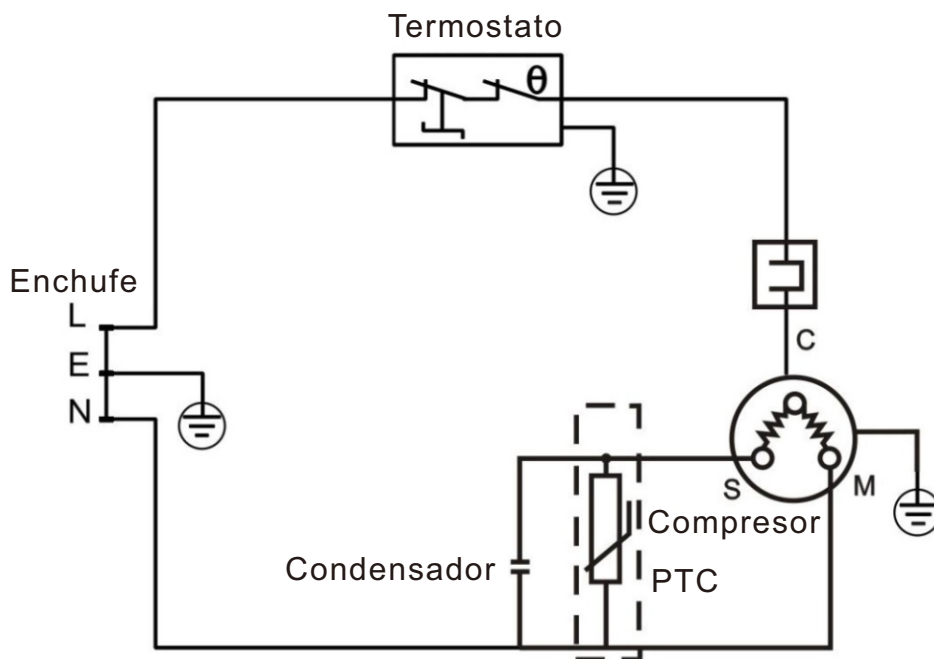 Termostato
θ
Enchufe
L
E
N
C
S
M
Compresor
Condensador
PTC